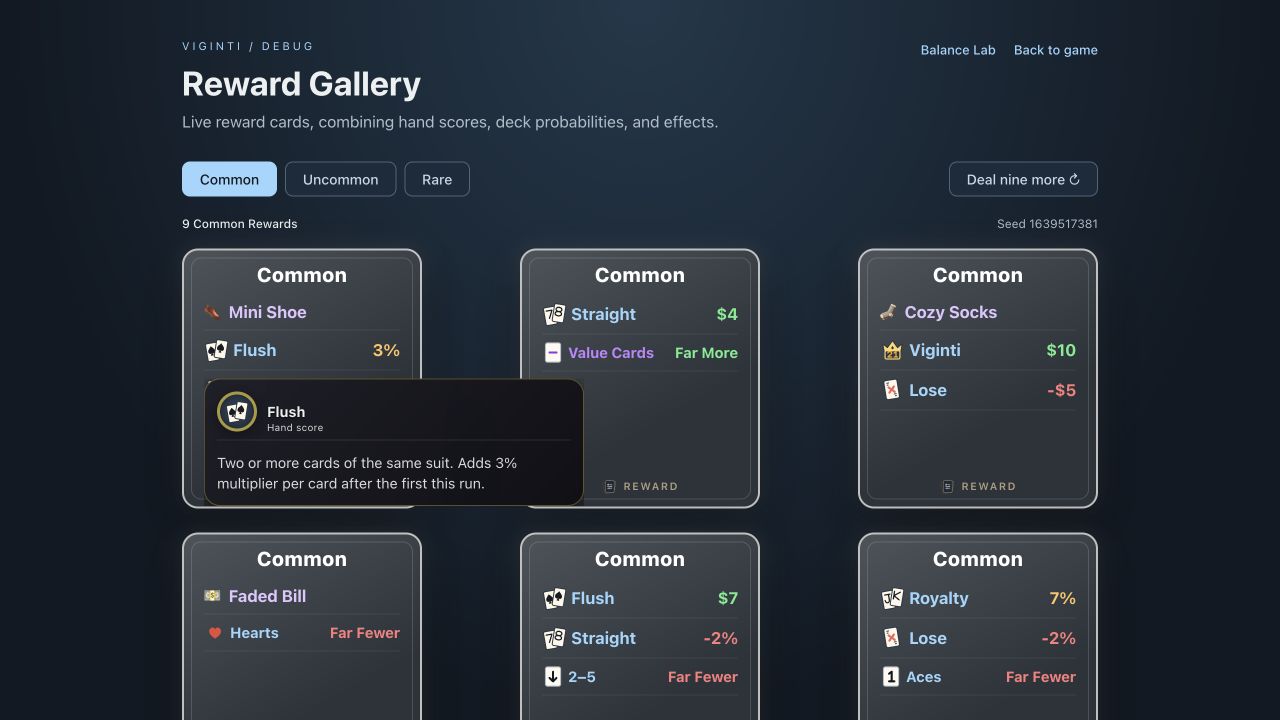 VIGINTI / DEBUG
Balance Lab
Back to game
Reward Gallery
Live reward cards, combining hand scores, deck probabilities, and effects.
Common
Uncommon
Rare
Deal nine more ↻
9 Common Rewards
Seed 1639517381
Common
Mini Shoe
Flush 3%
Flush
Hand score
Two or more cards of the same suit. Adds 3%
multiplier per card after the first this run.
Common
Straight $4
Value Cards Far More
REWARD
Common
Cozy Socks
Viginti $10
Lose -$5
REWARD
Common
Faded Bill
Hearts Far Fewer
Common
Flush $7
Straight -2%
2–5 Far Fewer
Common
Royalty 7%
Lose -2%
1 Aces Far Fewer